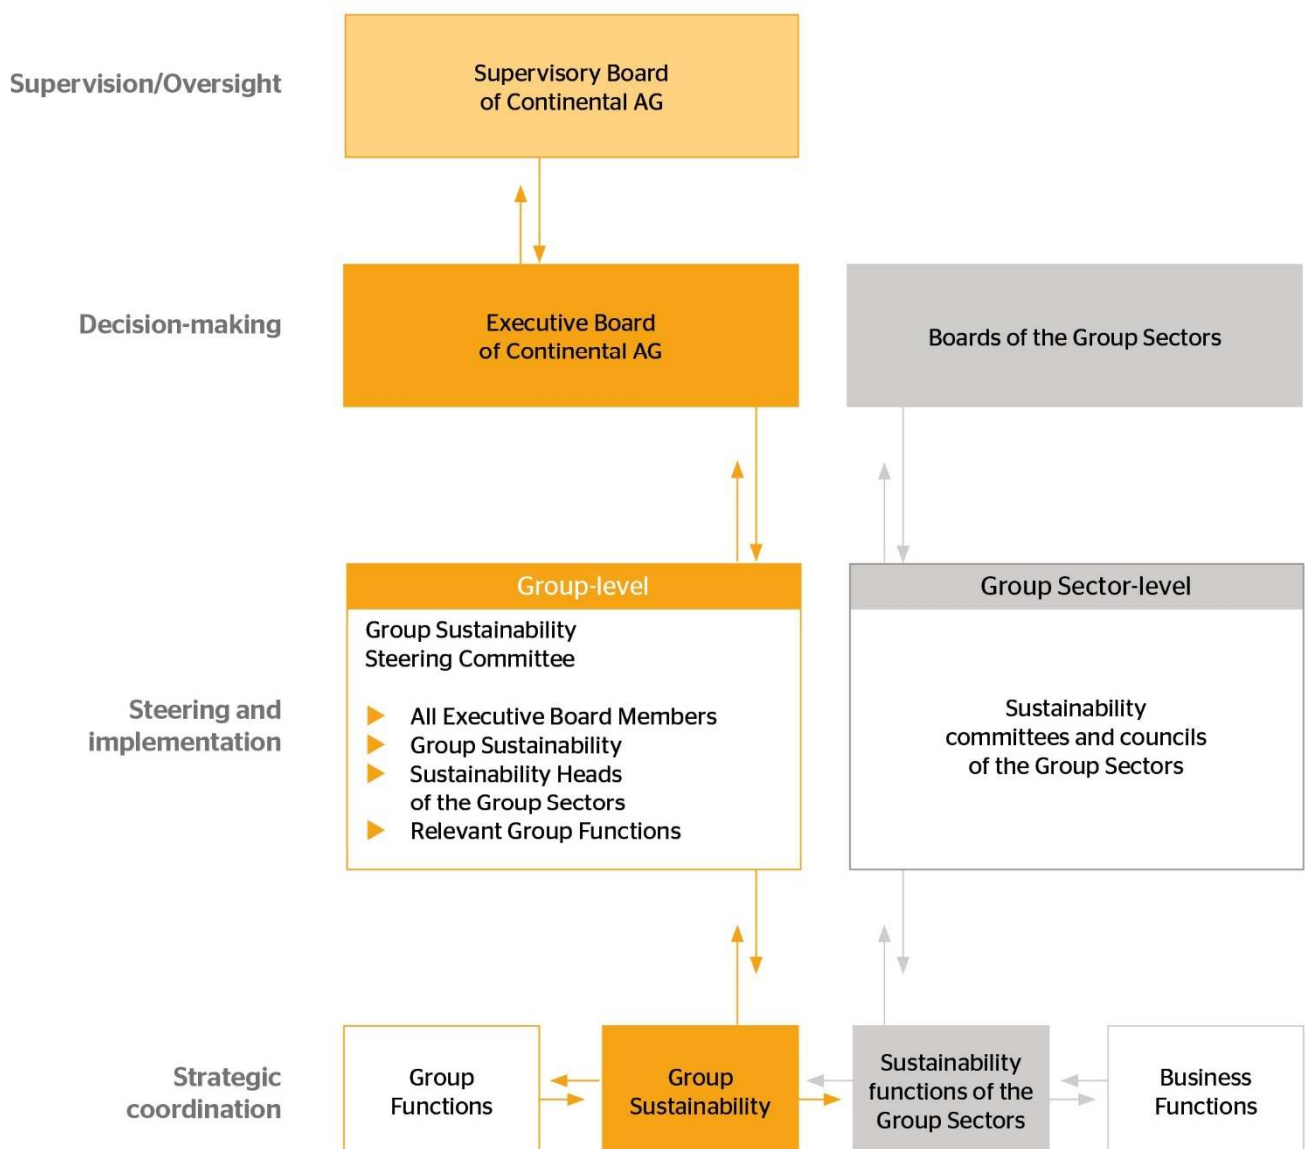 Supervision/Oversight
Supervisory Board
of Continental AG
Decision-making
Executive Board
of Continental AG
Boards of the Group Sectors
Group-level
Group Sector-level
Steering and
implementation
Group Sustainability
Steering Committee
All Executive Board Members
Group Sustainability
Sustainability Heads
of the Group Sectors
Relevant Group Functions
Sustainability
committees and councils
of the Group Sectors
Strategic
coordination
Group
Functions
Group
Sustainability
Sustainability
functions of the
Group Sectors
Business
Functions